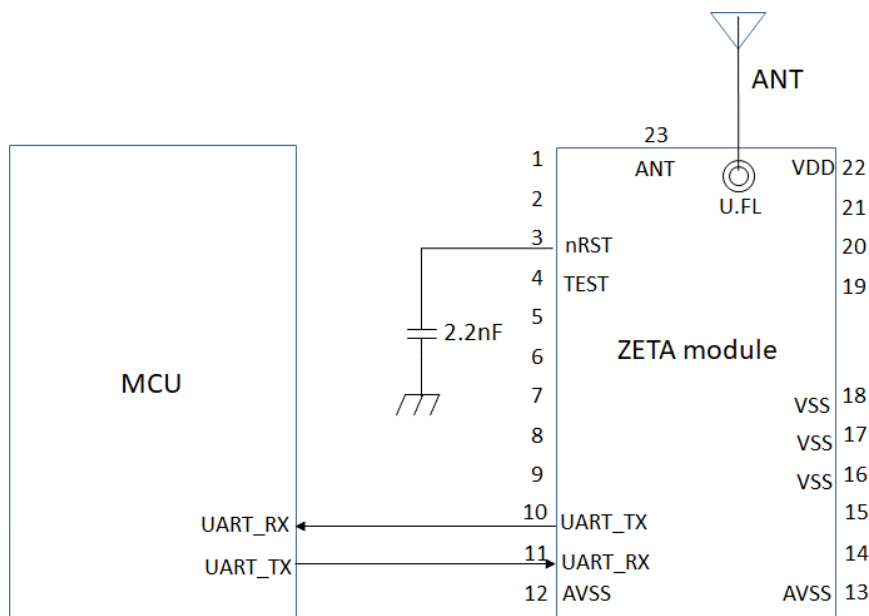 ANT
23
1
ANT
VDD 22
2
U.FL
21
3
nRST
20
4
TEST
19
5
2.2nF
ZETA module
6
MCU
7
VSS 18
8
VSS 17
9
VSS 16
UART_RX
10
UART_TX
15
UART_TX
11
UART_RX
14
12
AVSS
AVSS 13